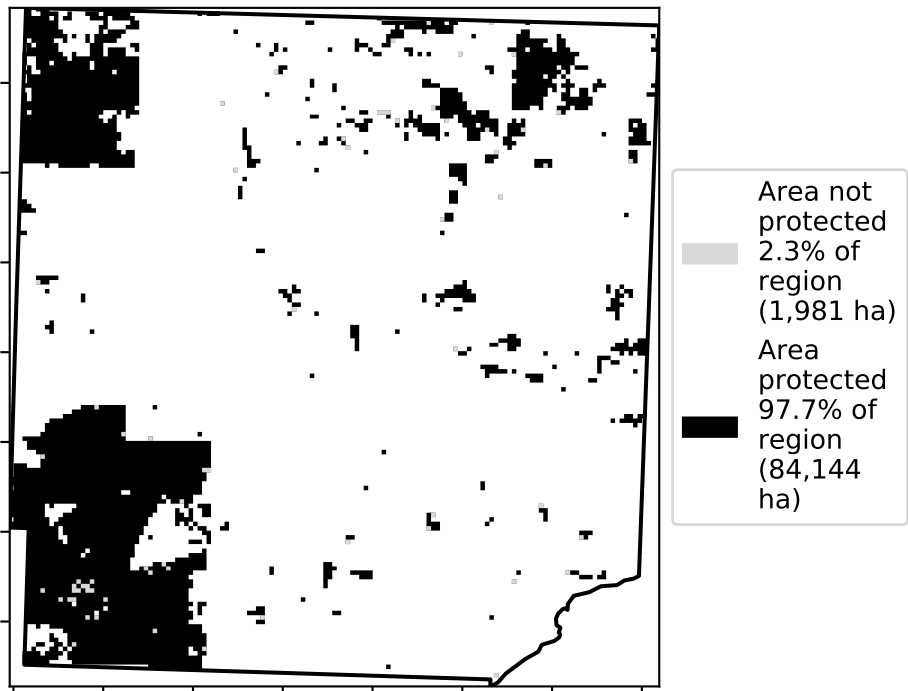 Area not
protected
2.3% of
region
(1,981 ha)
Area
protected
97.7% of
region
(84,144
ha)